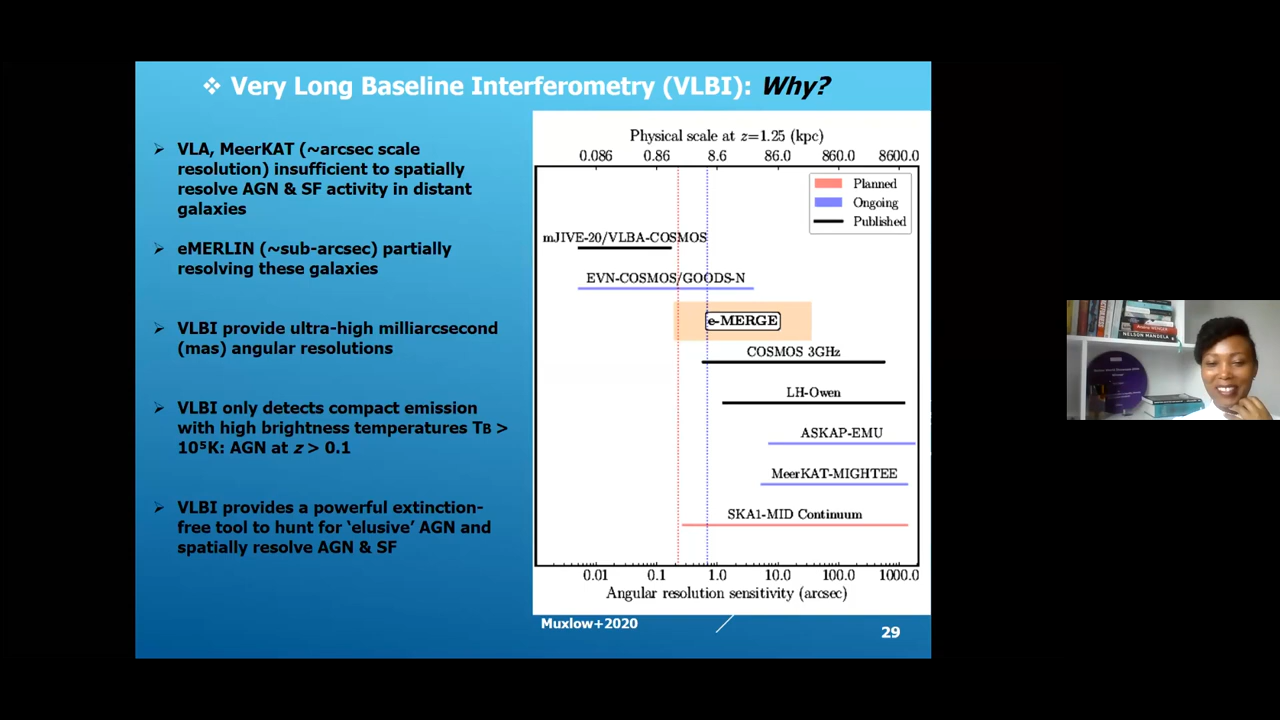 ❖ Very Long Baseline Interferometry (VLBI): Why?
VLA, MeerKAT (~arcsec scale
resolution) insufficient to spatially
resolve AGN & SF activity in distant
galaxies
eMERLIN (~sub-arcsec) partially
resolving these galaxies
VLBI provide ultra-high milliarcsecond
(mas) angular resolutions
VLBI only detects compact emission
with high brightness temperatures TB >
10⁵K: AGN at z > 0.1
VLBI provides a powerful extinction-
free tool to hunt for ‘elusive’ AGN and
spatially resolve AGN & SF
Physical scale at z=1.25 (kpc)
0.086 0.86 8.6 86.0 860.0 8600.0
Planned
Ongoing
Published
mJIVE-20/VLBA-COSMOS
EVN-COSMOS/GOODS-N
e-MERGE
COSMOS 3GHz
LH-Owen
ASKAP-EMU
MeerKAT-MIGHTEE
SKA1-MID Continuum
0.01 0.1 1.0 10.0 100.0 1000.0
Angular resolution sensitivity (arcsec)
Muxlow+2020
29
NELSON MANDELA